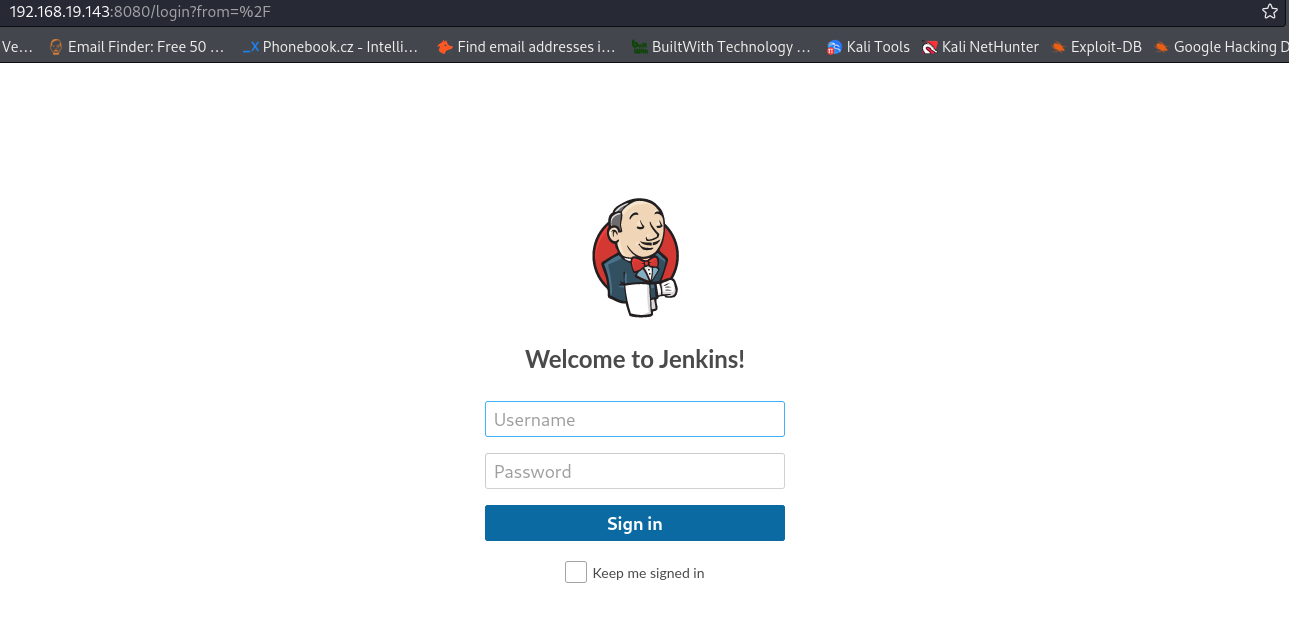 192.168.19.143:8080/login?from=%2F
Ve... Email Finder: Free 50 ... _X Phonebook.cz - Intelli... Find email addresses i... BuiltWith Technology ... Kali Tools Kali NetHunter Exploit-DB Google Hacking D
Welcome to Jenkins!
Username
Password
Sign in
Keep me signed in